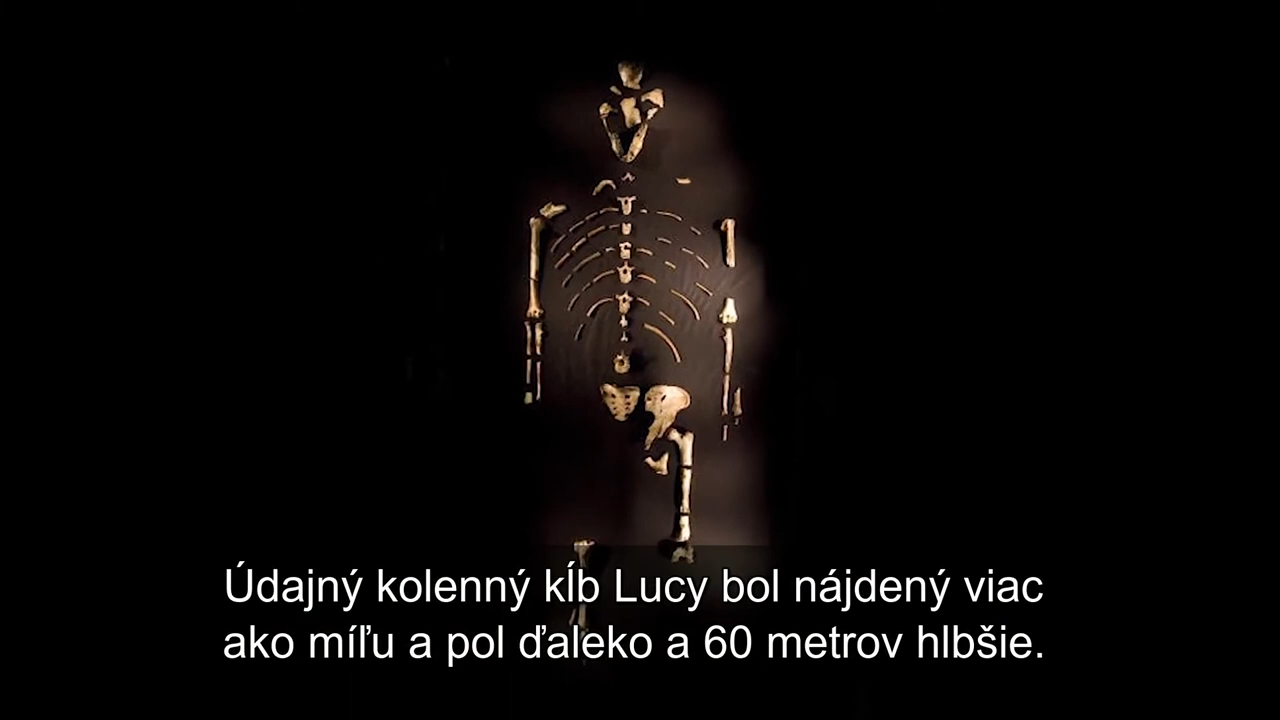 Údajný kolenný kĺb Lucy bol nájdený viac
ako míľu a pol ďaleko a 60 metrov hlbšie.